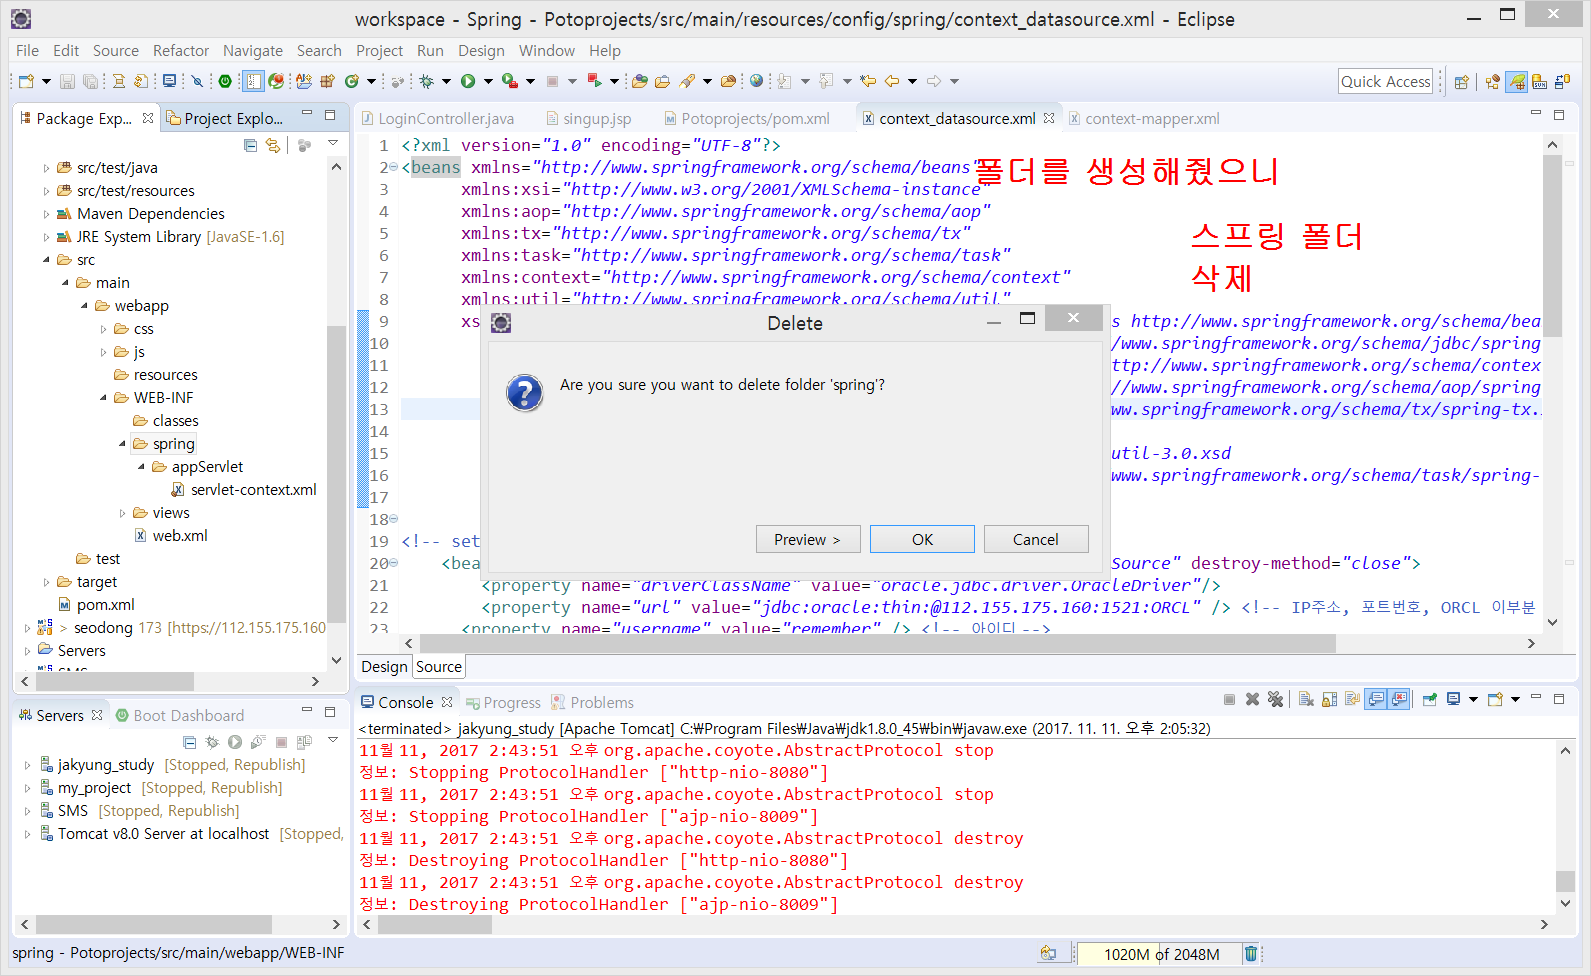 workspace - Spring - Potoprojects/src/main/resources/config/spring/context_datasource.xml - Eclipse
File Edit Source Refactor Navigate Search Project Run Design Window Help
Quick Access
Package Exp... Project Explo...
src/test/java
src/test/resources
Maven Dependencies
JRE System Library [JavaSE-1.6]
src
main
webapp
css
js
resources
WEB-INF
classes
spring
appServlet
servlet-context.xml
views
web.xml
test
target
pom.xml
> seodong 173 [https://112.155.175.160
Servers
LoginController.java singup.jsp Potoprojects/pom.xml context_datasource.xml context-mapper.xml
1 <?xml version="1.0" encoding="UTF-8"?>
2 <beans xmlns="http://www.springframework.org/schema/beans"
3 xmlns:xsi="http://www.w3.org/2001/XMLSchema-instance"
4 xmlns:aop="http://www.springframework.org/schema/aop"
5 xmlns:tx="http://www.springframework.org/schema/tx"
6 xmlns:task="http://www.springframework.org/schema/task"
7 xmlns:context="http://www.springframework.org/schema/context"
8 xmlns:util="http://www.springframework.org/schema/util"
9 xs s http://www.springframework.org/schema/bea
10 /www.springframework.org/schema/jdbc/spring
11 ttp://www.springframework.org/schema/contex
12 //www.springframework.org/schema/aop/spring
13 ww.springframework.org/schema/tx/spring-tx.
14
15 util-3.0.xsd
16 www.springframework.org/schema/task/spring-
17
18
19 <!-- set
20 <bea Source" destroy-method="close">
21 <property name="driverClassName" value="oracle.jdbc.driver.OracleDriver"/>
22 <property name="url" value="jdbc:oracle:thin:@112.155.175.160:1521:ORCL" /> <!-- IP주소, 포트번호, ORCL 이부분
23 <property name="username" value="remember" /> <!-- 아이디 -->
폴더를 생성해줬으니
스프링 폴더
삭제
Delete
Are you sure you want to delete folder 'spring'?
Preview > OK Cancel
Design Source
Servers Boot Dashboard
jakyung_study [Stopped, Republish]
my_project [Stopped, Republish]
SMS [Stopped, Republish]
Tomcat v8.0 Server at localhost [Stopped,
Console Progress Problems
<terminated> jakyung_study [Apache Tomcat] C:₩Program Files₩Java₩jdk1.8.0_45₩bin₩javaw.exe (2017. 11. 11. 오후 2:05:32)
11월 11, 2017 2:43:51 오후 org.apache.coyote.AbstractProtocol stop
정보: Stopping ProtocolHandler ["http-nio-8080"]
11월 11, 2017 2:43:51 오후 org.apache.coyote.AbstractProtocol stop
정보: Stopping ProtocolHandler ["ajp-nio-8009"]
11월 11, 2017 2:43:51 오후 org.apache.coyote.AbstractProtocol destroy
정보: Destroying ProtocolHandler ["http-nio-8080"]
11월 11, 2017 2:43:51 오후 org.apache.coyote.AbstractProtocol destroy
정보: Destroying ProtocolHandler ["ajp-nio-8009"]
spring - Potoprojects/src/main/webapp/WEB-INF
1020M of 2048M